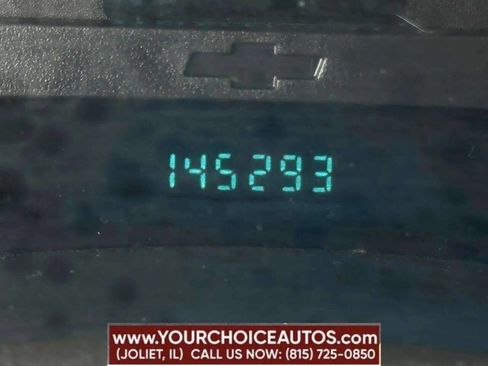 145293
WWW.YOURCHOICEAUTOS.COM
(JOLIET, IL) CALL US NOW: (815) 725-0850